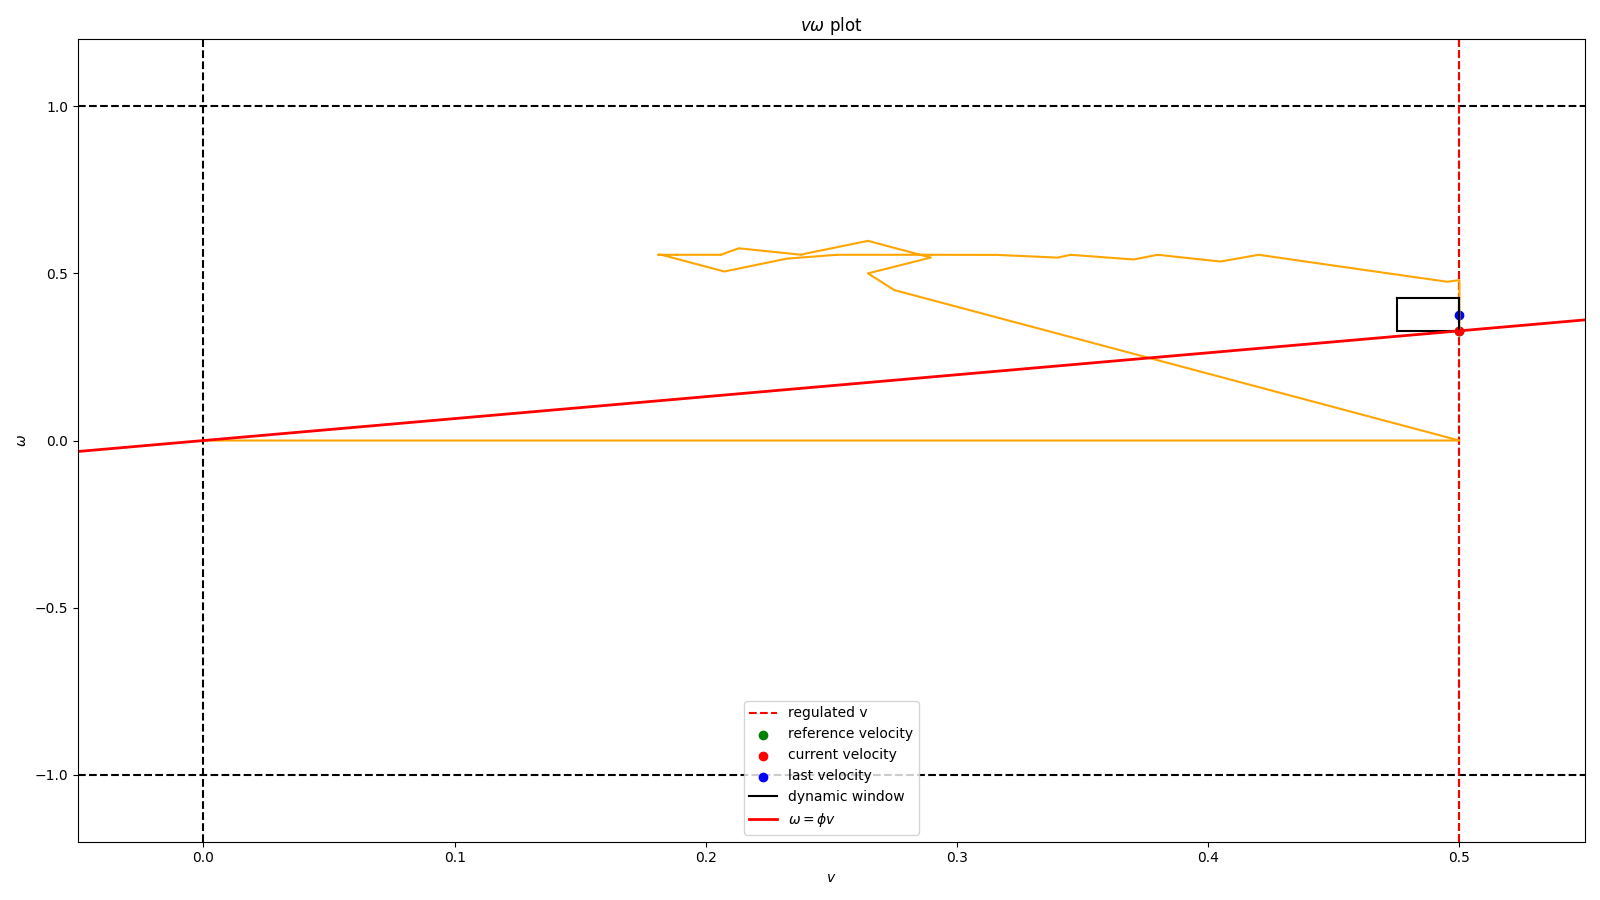 vω plot
1.0
0.5
0.0
−0.5
−1.0
ω
regulated v
reference velocity
current velocity
last velocity
dynamic window
ω = ϕv
0.0 0.1 0.2 0.3 0.4 0.5
v